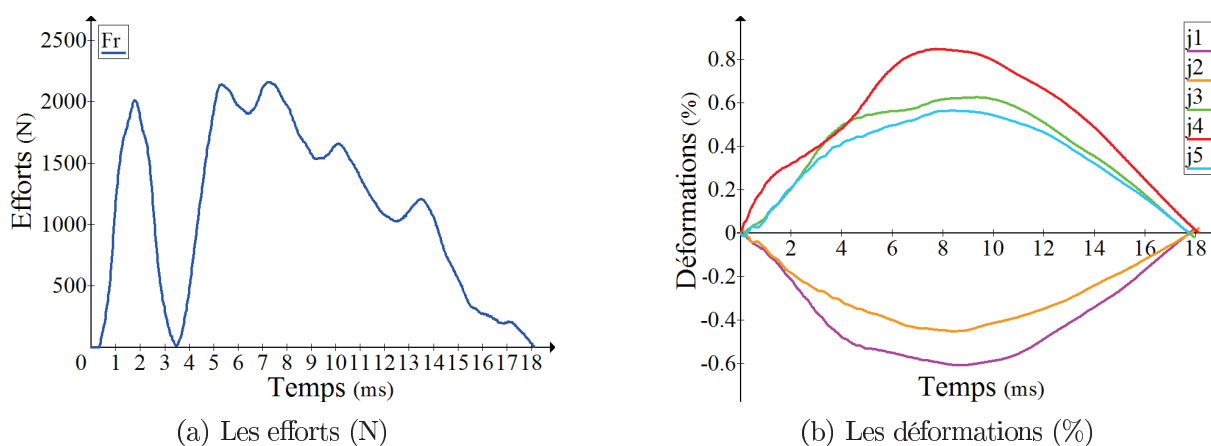 Efforts (N)
2500
2000
1500
1000
500
Fr
0 1 2 3 4 5 6 7 8 9 10 11 12 13 14 15 16 17 18
Temps (ms)
(a) Les efforts (N)
Déformations (%)
0.8
0.6
0.4
0.2
0
-0.2
-0.4
-0.6
2 4 6 8 10 12 14 16 18
Temps (ms)
j1
j2
j3
j4
j5
(b) Les déformations (%)